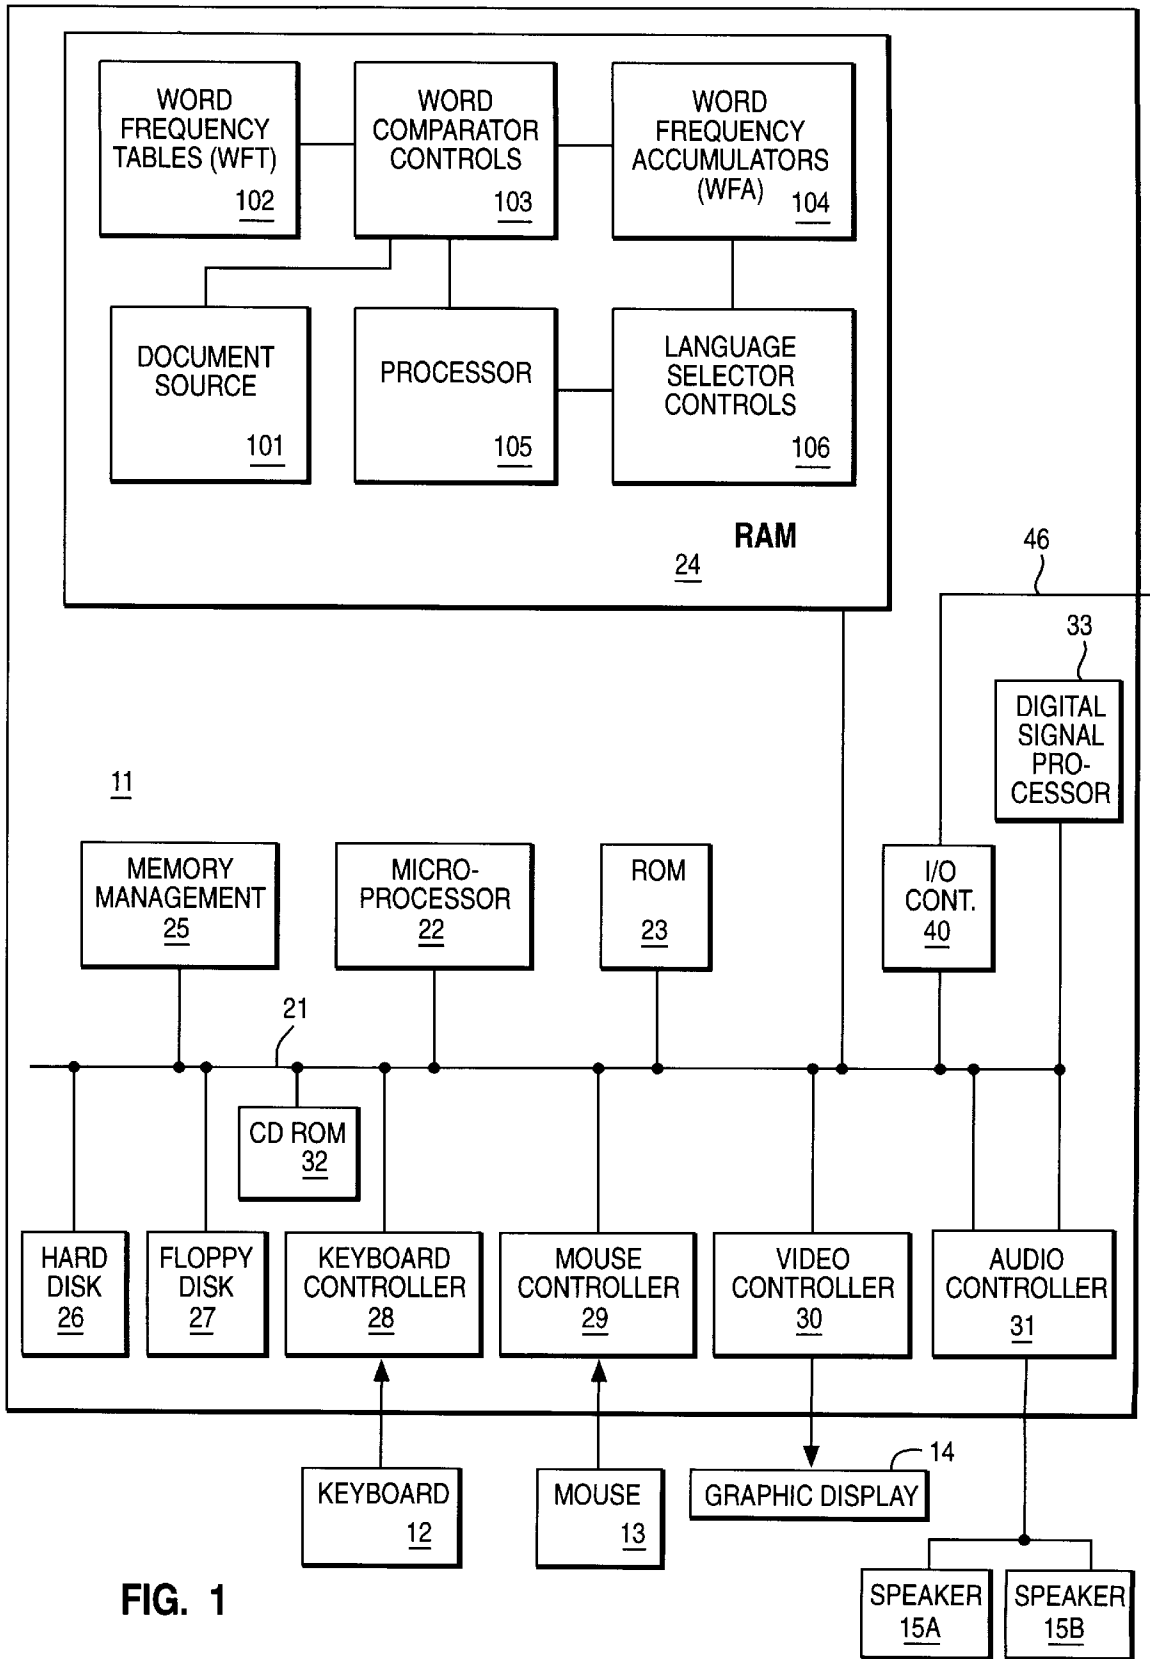 WORD
FREQUENCY
TABLES (WFT)
102
WORD
COMPARATOR
CONTROLS
103
WORD
FREQUENCY
ACCUMULATORS
(WFA)
104
DOCUMENT
SOURCE
101
PROCESSOR
105
LANGUAGE
SELECTOR
CONTROLS
106
RAM
24
46
33
DIGITAL
SIGNAL
PRO-
CESSOR
11
MEMORY
MANAGEMENT
25
MICRO-
PROCESSOR
22
ROM
23
I/O
CONT.
40
21
CD ROM
32
HARD
DISK
26
FLOPPY
DISK
27
KEYBOARD
CONTROLLER
28
MOUSE
CONTROLLER
29
VIDEO
CONTROLLER
30
AUDIO
CONTROLLER
31
KEYBOARD
12
MOUSE
13
14
GRAPHIC DISPLAY
SPEAKER
15A
SPEAKER
15B
FIG. 1